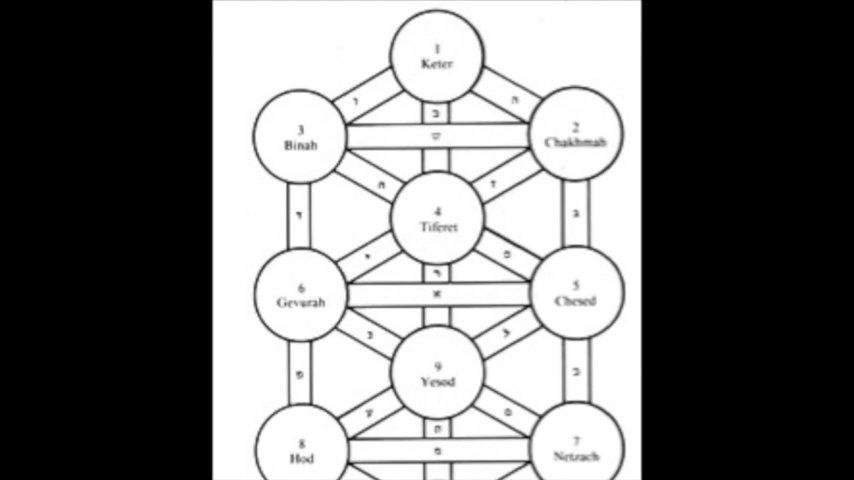 1
Keter
ו
ה
ב
3
Binah
ש
2
Chakhmah
ח
ז
ד
ג
4
Tiferet
י
ט
ר
6
Gevurah
א
5
Chesed
נ
ל
פ
כ
9
Yesod
ע
ס
ת
8
Hod
מ
7
Netzach